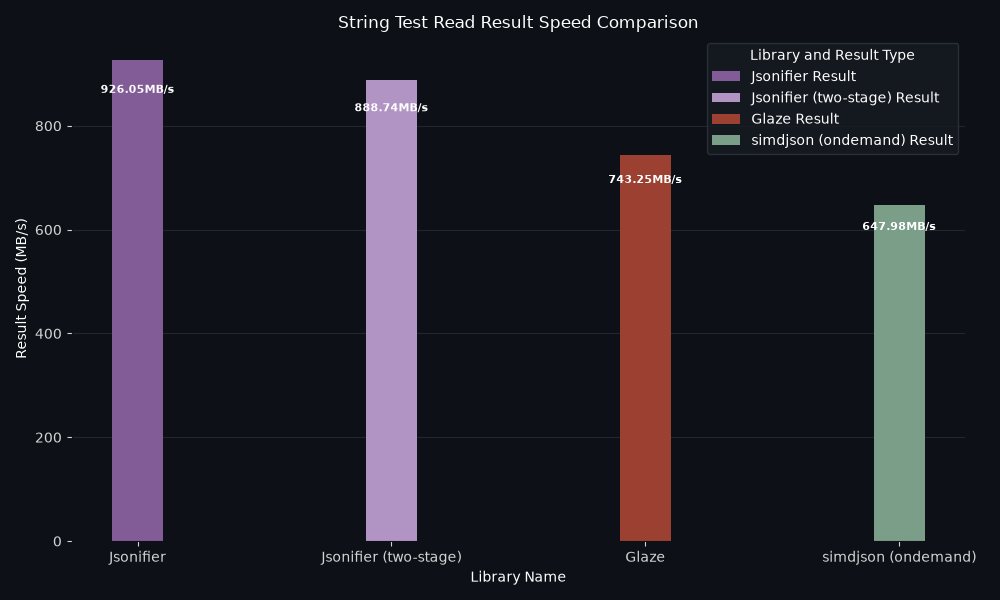 String Test Read Result Speed Comparison
Library and Result Type
Jsonifier Result
Jsonifier (two-stage) Result
Glaze Result
simdjson (ondemand) Result
926.05MB/s
888.74MB/s
743.25MB/s
647.98MB/s
Result Speed (MB/s)
800
600
400
200
0
Jsonifier
Jsonifier (two-stage)
Glaze
simdjson (ondemand)
Library Name